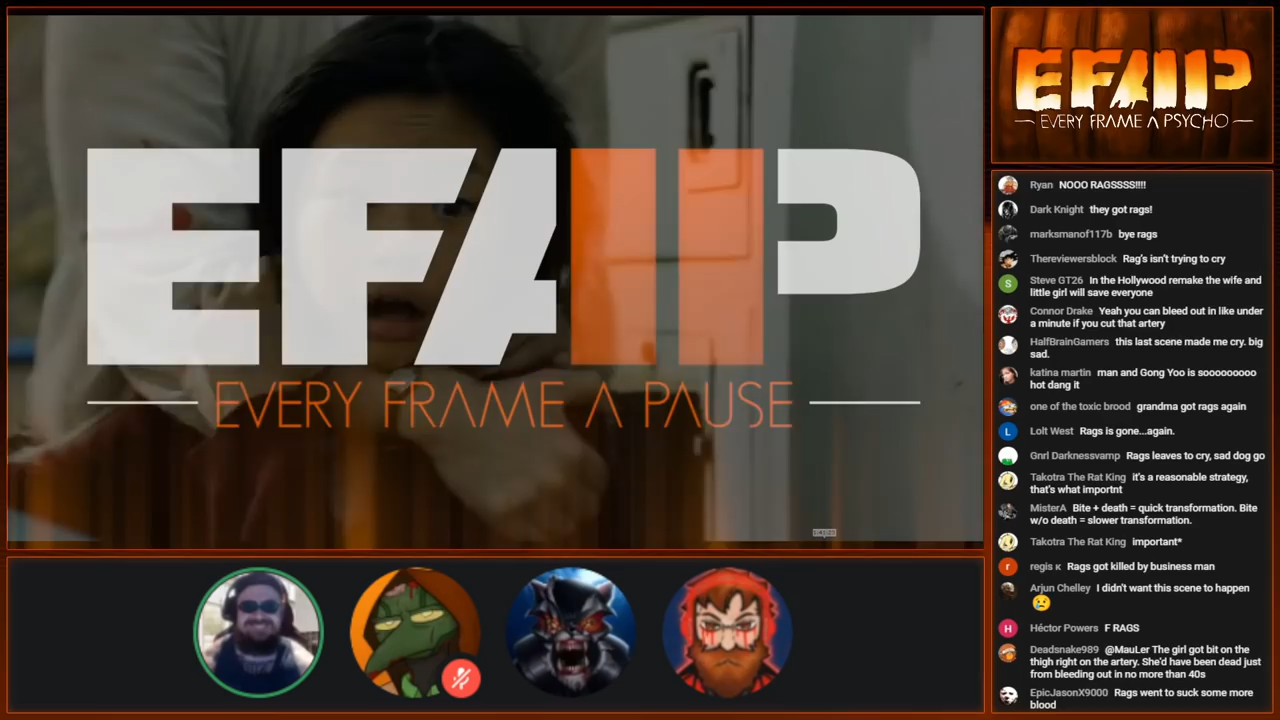 EFAP
EVERY FRAME A PAUSE
EFAP
EVERY FRAME A PSYCHO
Ryan NOOO RAGSSSS!!!!
Dark Knight they got rags!
marksmanof117b bye rags
Thereviewersblock Rag's isn't trying to cry
S
Steve GT26 In the Hollywood remake the wife and
little girl will save everyone
Connor Drake Yeah you can bleed out in like under
a minute if you cut that artery
HalfBrainGamers this last scene made me cry. big
sad.
katina martin man and Gong Yoo is sooooooooo
hot dang it
one of the toxic brood grandma got rags again
L
Lolt West Rags is gone...again.
Gnrl Darknessvamp Rags leaves to cry, sad dog go
Takotra The Rat King it's a reasonable strategy,
that's what importnt
MisterA Bite + death = quick transformation. Bite
w/o death = slower transformation.
Takotra The Rat King important*
r
regis κ Rags got killed by business man
Arjun Chelley I didn't want this scene to happen
😢
H
Héctor Powers F RAGS
Deadsnake989 @MauLer The girl got bit on the
thigh right on the artery. She'd have been dead just
from bleeding out in no more than 40s
EpicJasonX9000 Rags went to suck some more
blood